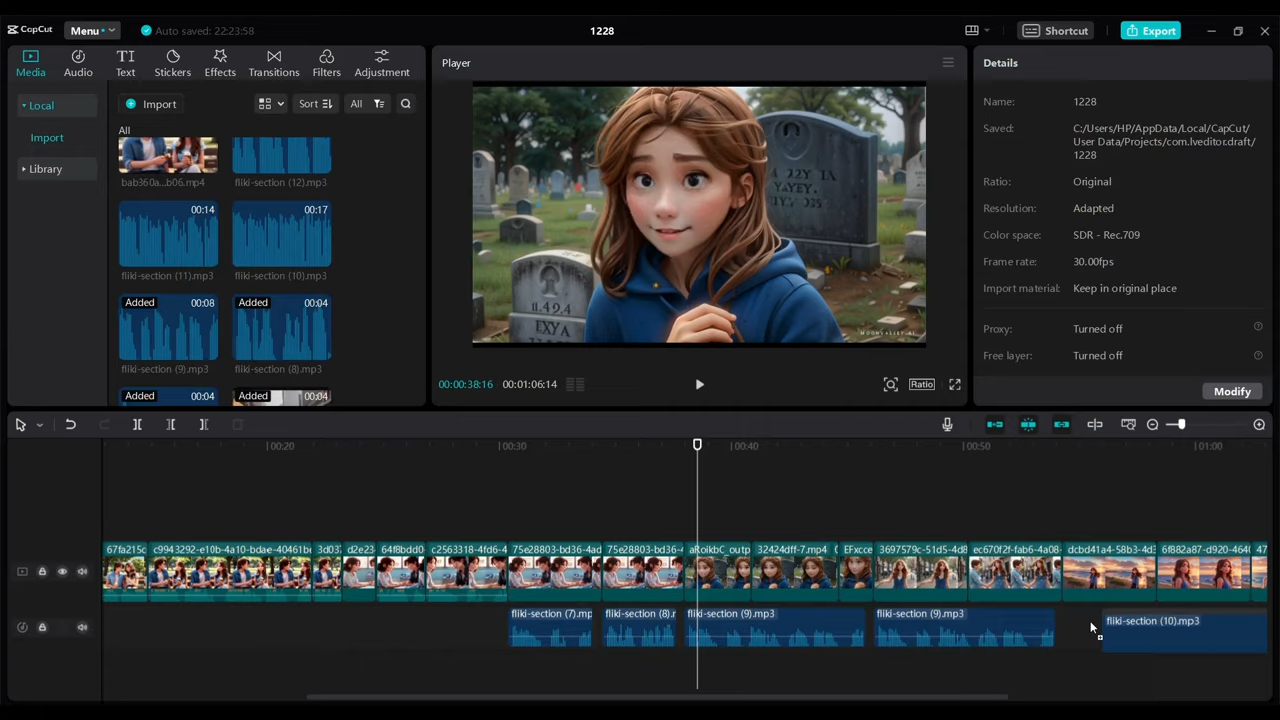 CapCut Menu Auto saved: 22:23:58 1228 Shortcut Export
Media Audio Text Stickers Effects Transitions Filters Adjustment
Local
Import
Library
Import Sort All
All
bab360a...b06.mp4 fliki-section (12).mp3
00:14 00:17
fliki-section (11).mp3 fliki-section (10).mp3
Added 00:08 Added 00:04
fliki-section (9).mp3 fliki-section (8).mp3
Added 00:04 Added 00:04
Player
MOONVALLEY.AI
00:00:38:16 00:01:06:14 Ratio
Details
Name: 1228
Saved: C:/Users/HP/AppData/Local/CapCut/
User Data/Projects/com.lveditor.draft/
1228
Ratio: Original
Resolution: Adapted
Color space: SDR - Rec.709
Frame rate: 30.00fps
Import material: Keep in original place
Proxy: Turned off
Free layer: Turned off
Modify
00:20 00:30 00:40 00:50 01:00
67fa215c c9943292-e10b-4a10-bdae-40461be 3d03 d2e23 64f8bdd0 c2563318-4fd6-4 75e28803-bd36-4ad 75e28803-bd36-4 aRolkbC_outp 32424dff-7.mp4 EFxcce 3697579c-51d5-4d8 ec670f2f-fab6-4a08- dcbd41a4-58b3-4d3 6f882a87-d920-464 47
fliki-section (7).mp fliki-section (8).r fliki-section (9).mp3 fliki-section (9).mp3 fliki-section (10).mp3